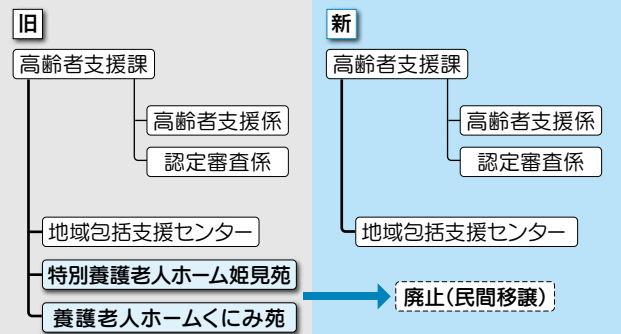 旧
高齢者支援課
高齢者支援係
認定審査係
地域包括支援センター
特別養護老人ホーム姫見苑
養護老人ホームくにみ苑
新
高齢者支援課
高齢者支援係
認定審査係
地域包括支援センター
廃止(民間移譲)